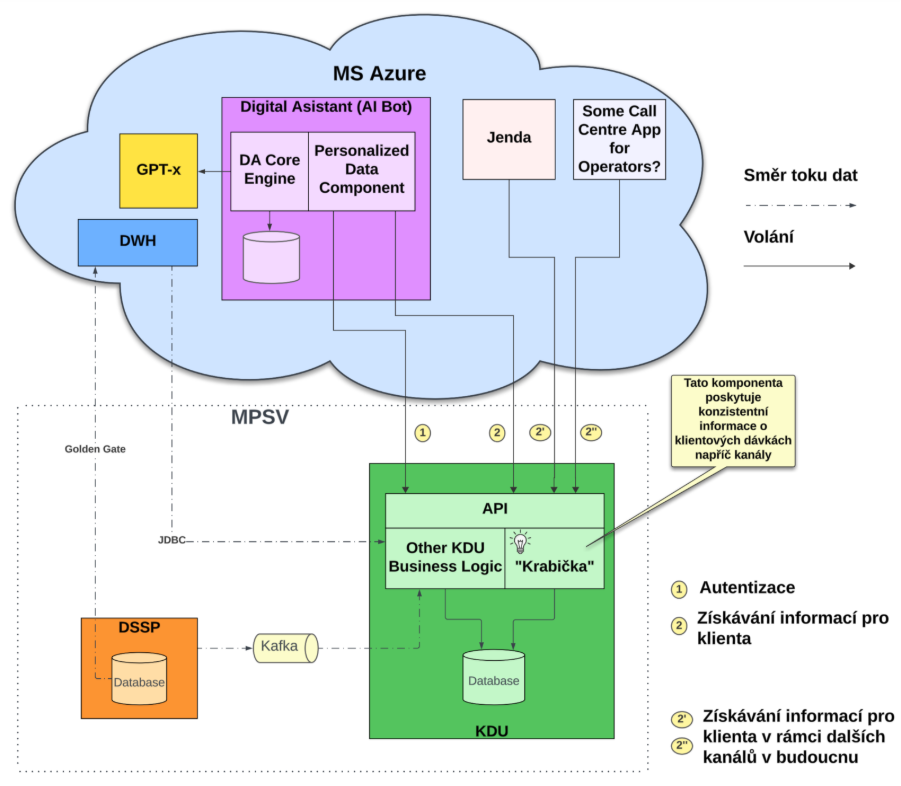 MS Azure
Digital Asistant (AI Bot)
DA Core
Engine
Personalized
Data
Component
GPT-x
DWH
Jenda
Some Call
Centre App
for
Operators?
Směr toku dat
Volání
MPSV
Golden Gate
JDBC
1
2
2'
2"
Tato komponenta
poskytuje
konzistentní
informace o
klientových dávkách
napříč kanály
API
Other KDU
Business Logic
"Krabička"
DSSP
Database
Kafka
Database
KDU
1 Autentizace
2 Získávání informací pro
klienta
2' Získávání informací pro
2" klienta v rámci dalších
kanálů v budoucnu